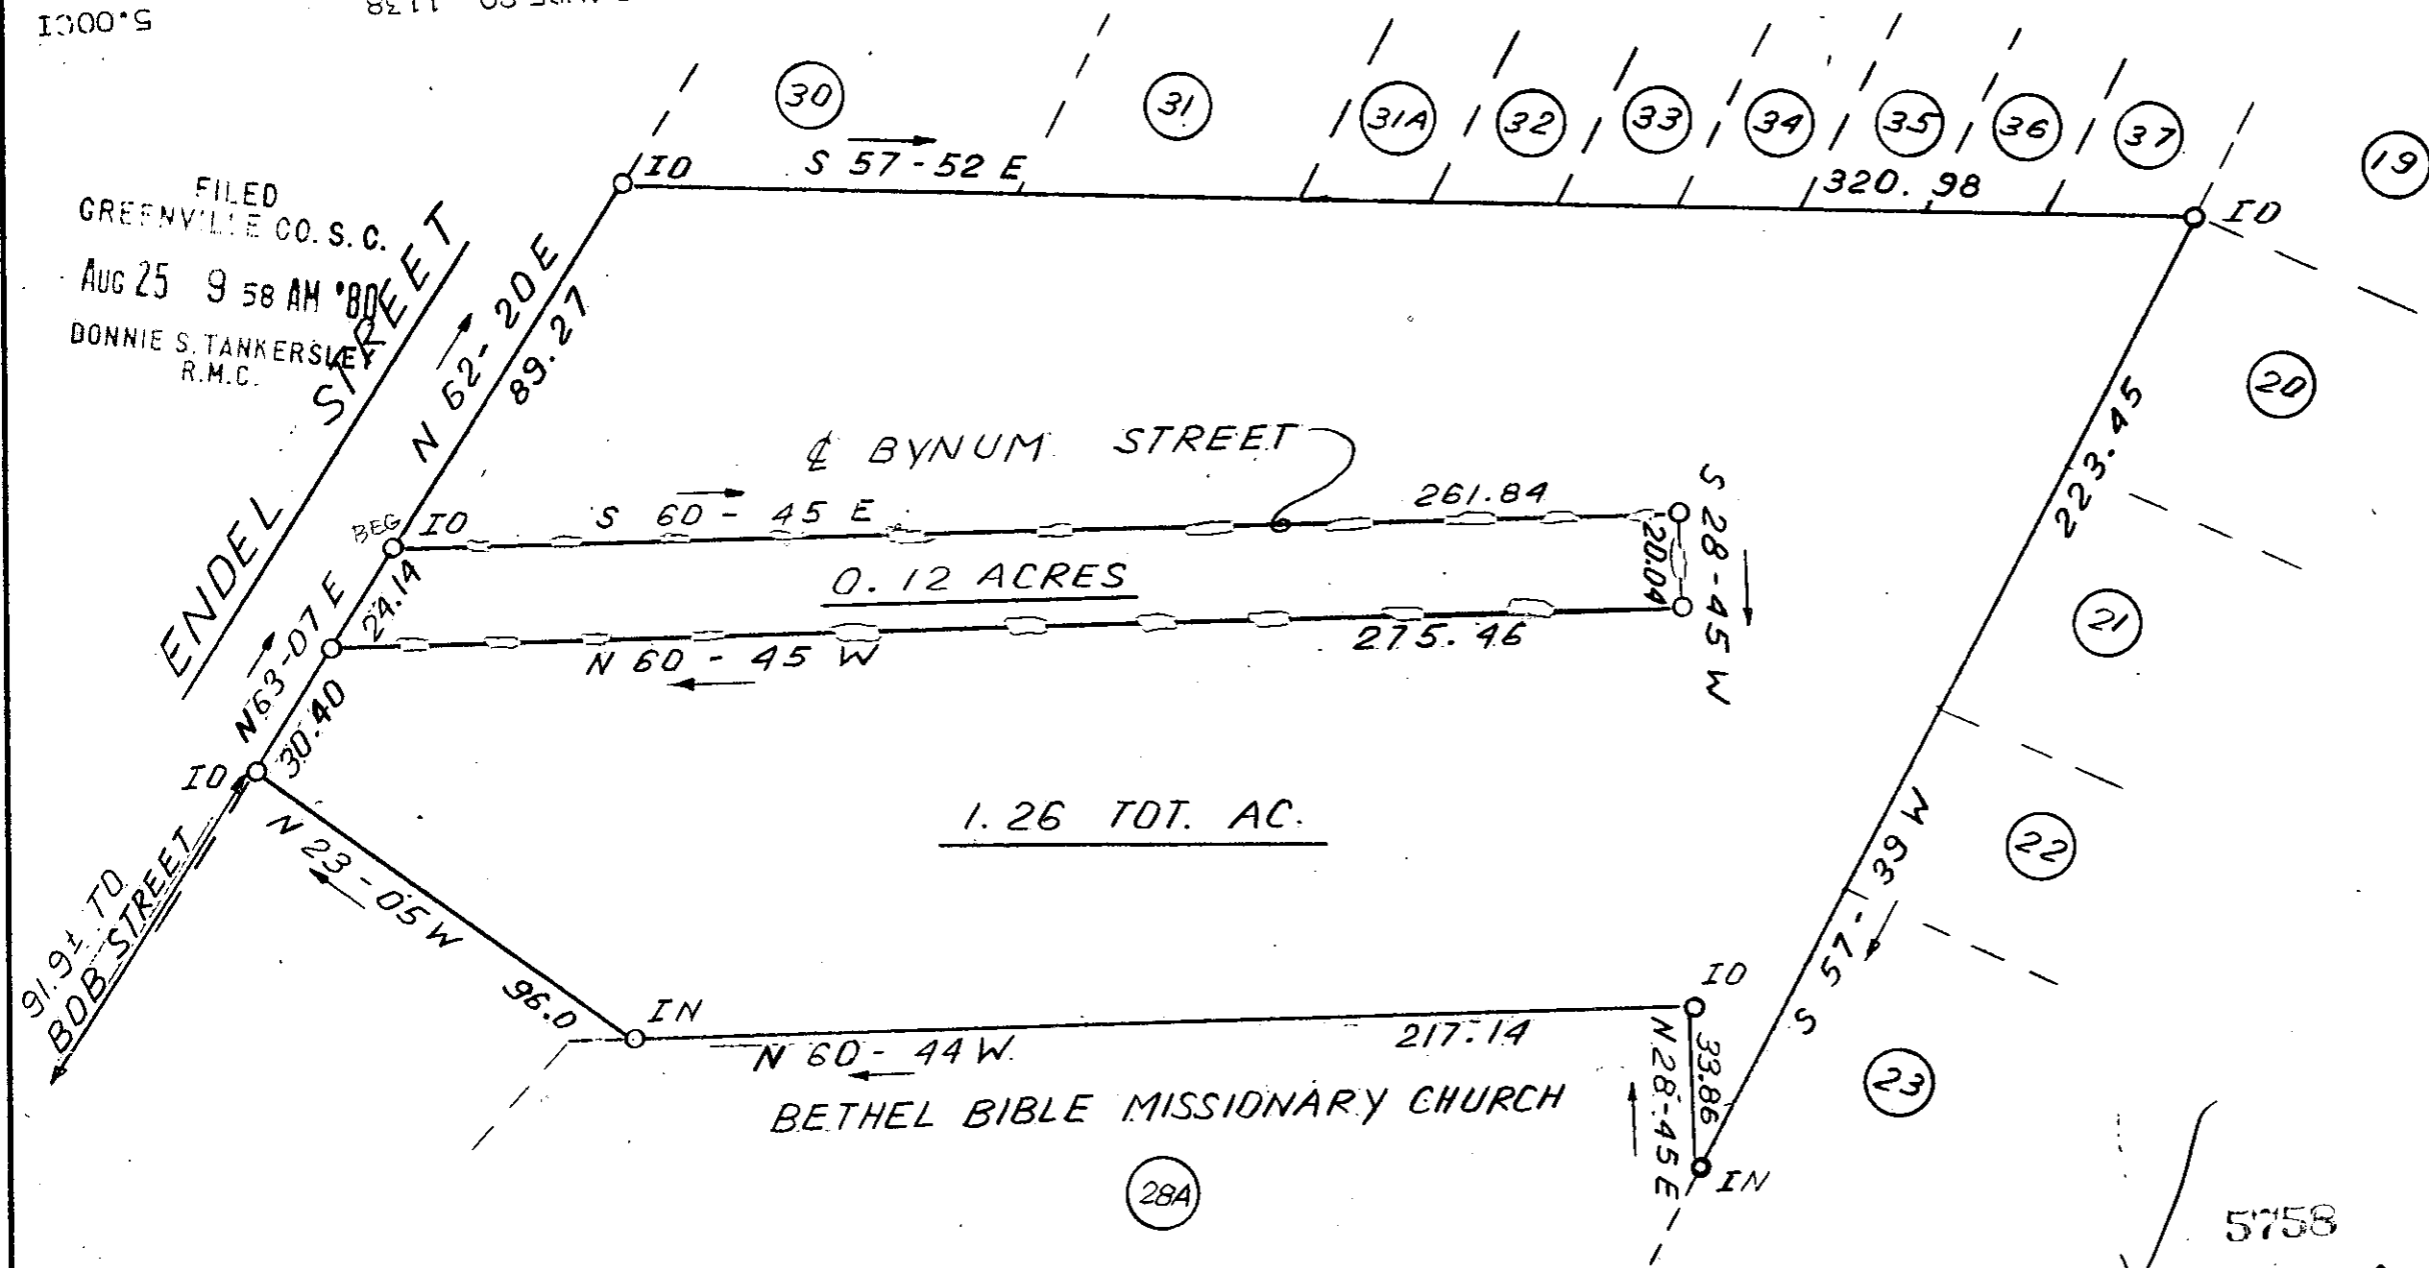 5.00CI
1138
30
31
31A
32
33
34
35
36
37
19
IO
S 57-52 E
320.98
IO
FILED
GREENVILLE CO. S. C.
AUG 25 9 58 AM '80
DONNIE S. TANKERSLEY
R.M.C.
ENDEL STREET
N 62-20 E
89.27
20
223.45
₵ BYNUM STREET
BEG
IO
S 60-45 E
261.84
S 28-45 W
20.04
0.12 ACRES
24.14
N 63-07 E
N 60-45 W
275.46
21
30.40
IO
1.26 TOT. AC.
S 57-39 W
22
N 23-05 W
96.0
91.9± TO
BOB STREET
IN
N 60-44 W.
217.14
IO
33.86
N 28-45 E
23
BETHEL BIBLE MISSIONARY CHURCH
IN
28A
5758